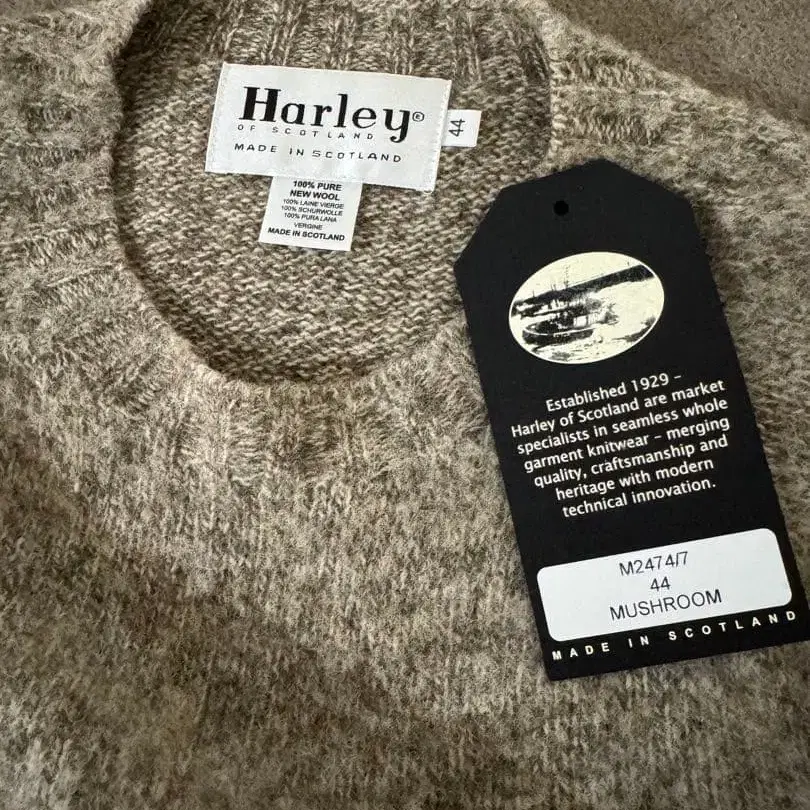 Harley®
OF SCOTLAND
MADE IN SCOTLAND
44
100% PURE
NEW WOOL
100% LAINE VIERGE
100% SCHURWOLLE
100% PURA LANA
VERGINE
MADE IN SCOTLAND
Established 1929 –
Harley of Scotland are market
specialists in seamless whole
garment knitwear – merging
quality, craftsmanship and
heritage with modern
technical innovation.
M2474/7
44
MUSHROOM
MADE IN SCOTLAND